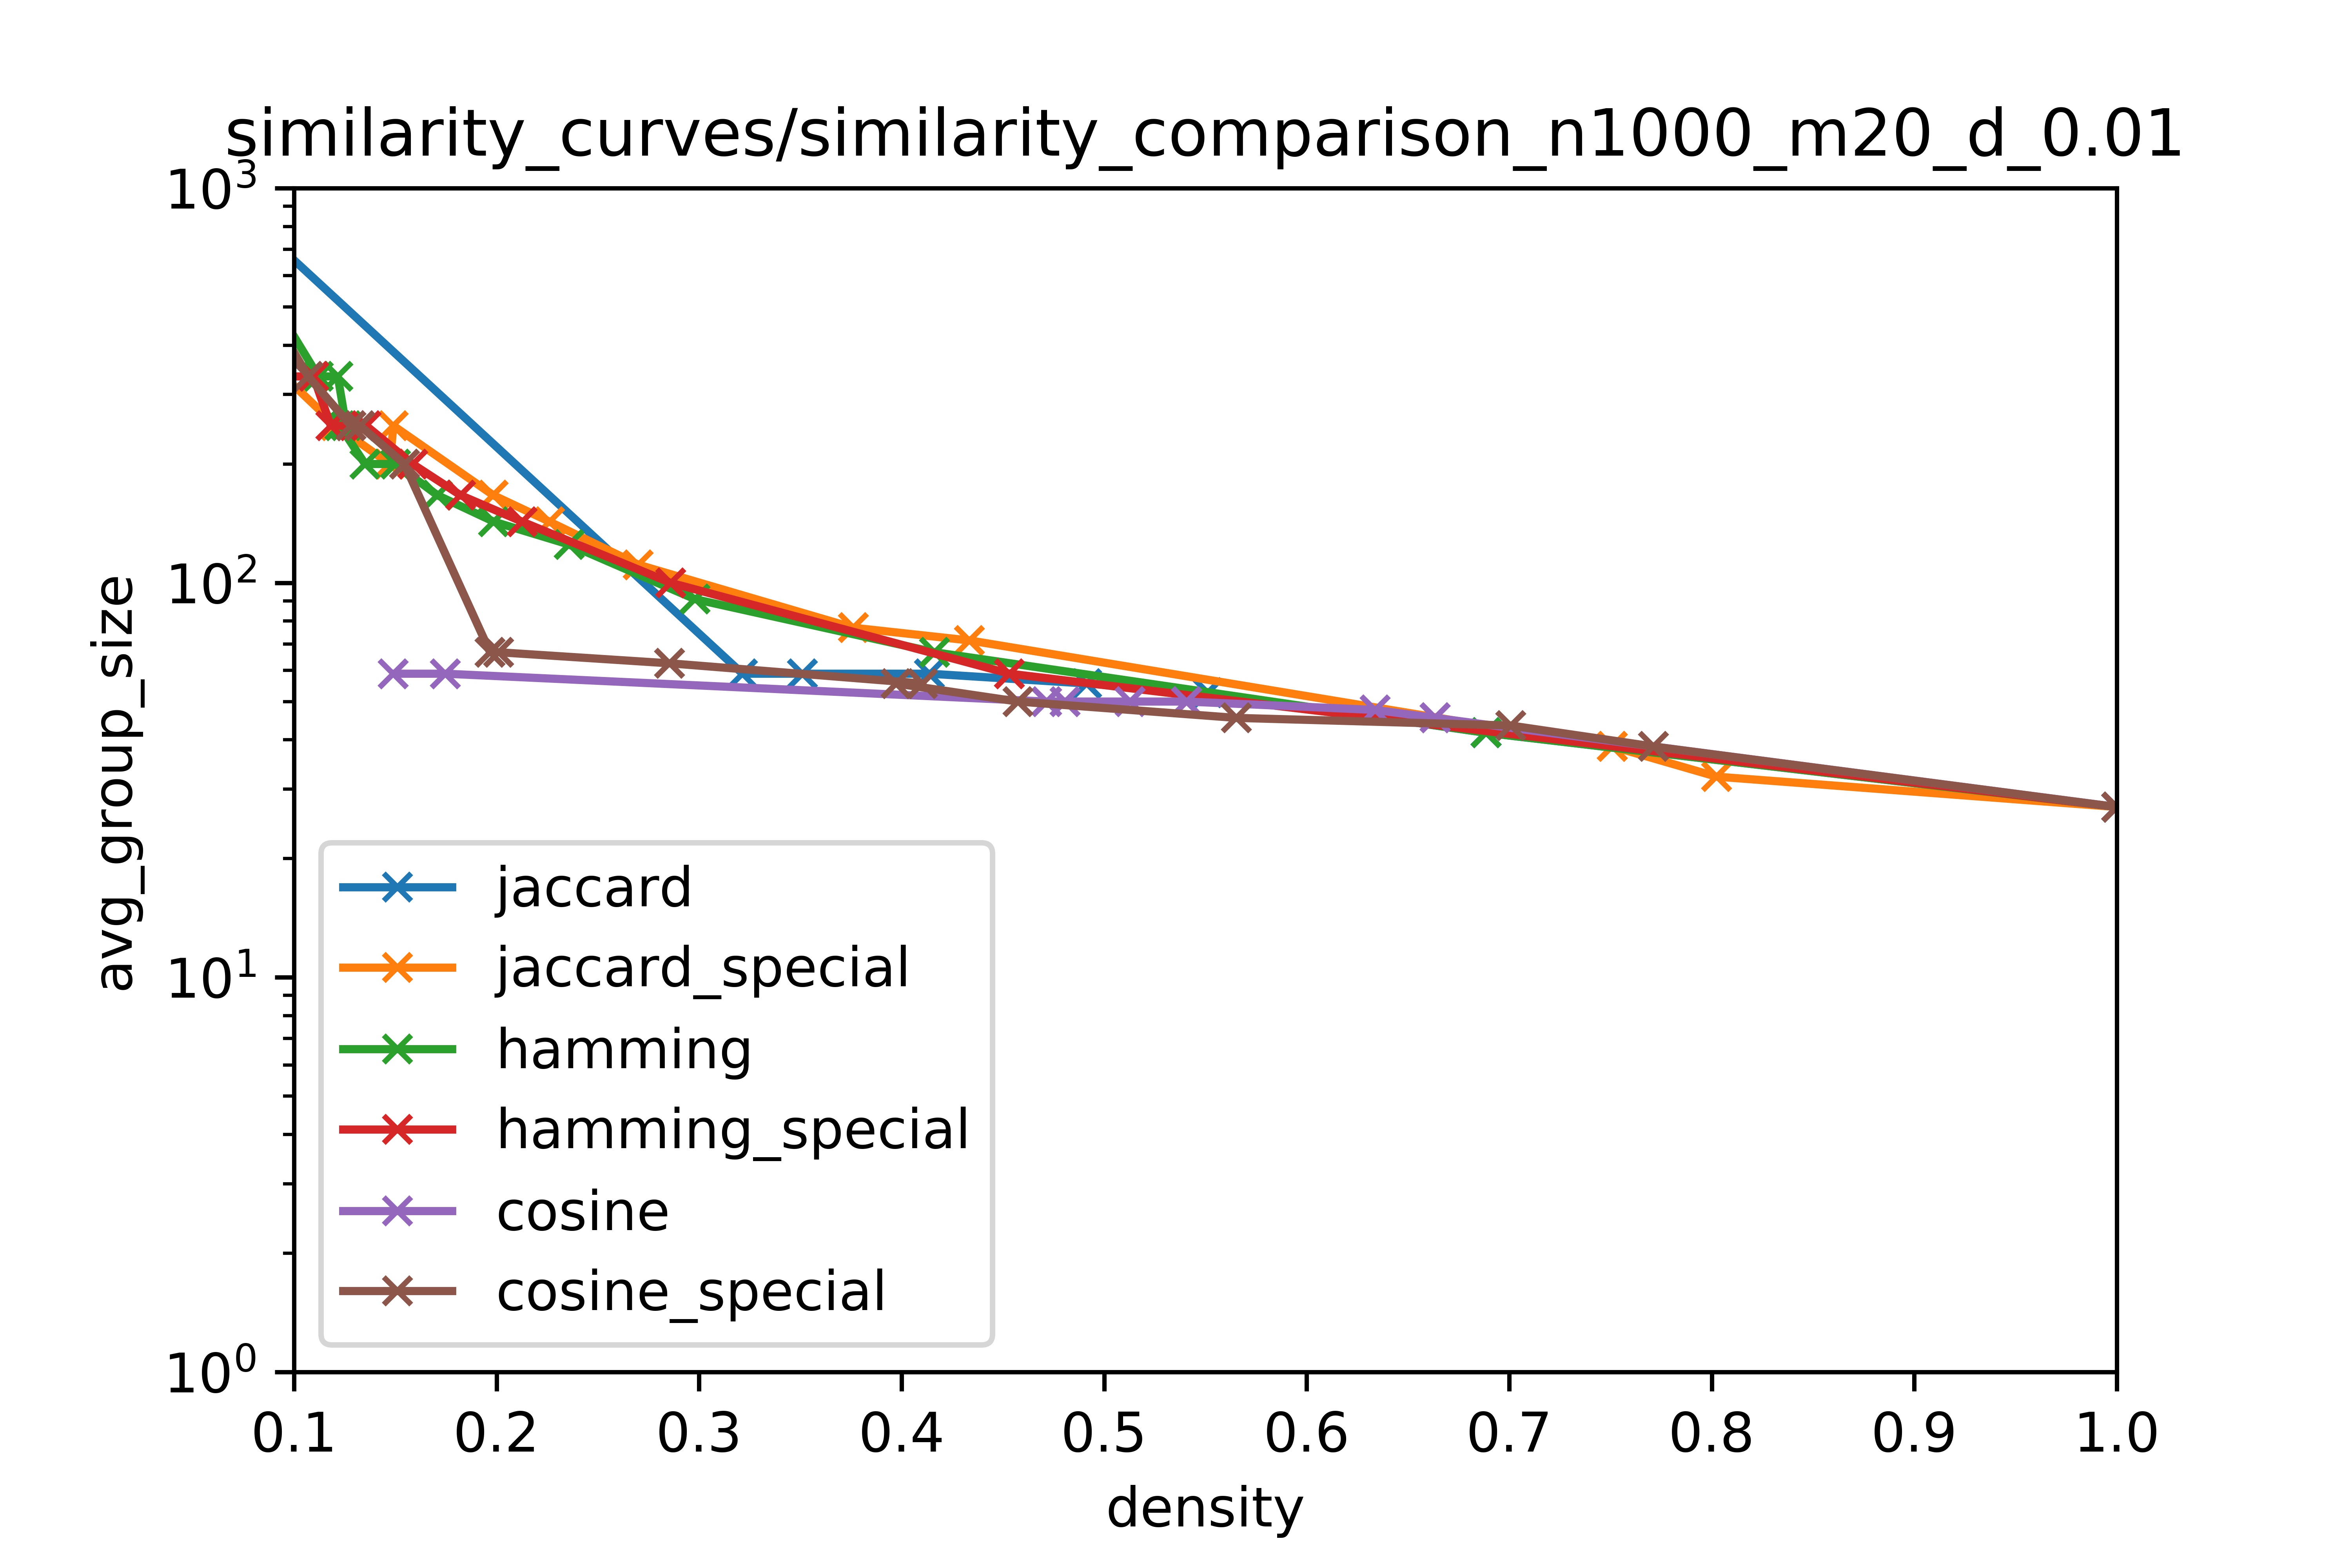 similarity_curves/similarity_comparison_n1000_m20_d_0.01
10³
10²
10¹
10⁰
avg_group_size
jaccard
jaccard_special
hamming
hamming_special
cosine
cosine_special
0.1 0.2 0.3 0.4 0.5 0.6 0.7 0.8 0.9 1.0
density